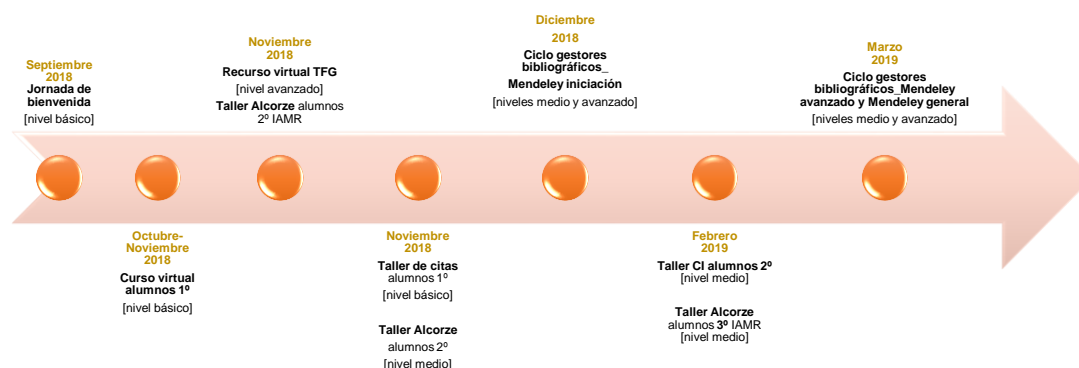 Septiembre
2018
Jornada de
bienvenida
[nivel básico]
Octubre-
Noviembre
2018
Curso virtual
alumnos 1º
[nivel básico]
Noviembre
2018
Recurso virtual TFG
[nivel avanzado]
Taller Alcorze alumnos
2º IAMR
Noviembre
2018
Taller de citas
alumnos 1º
[nivel básico]
Taller Alcorze
alumnos 2º
[nivel medio]
Diciembre
2018
Ciclo gestores
bibliográficos_
Mendeley iniciación
[niveles medio y avanzado]
Febrero
2019
Taller CI alumnos 2º
[nivel medio]
Taller Alcorze
alumnos 3º IAMR
[nivel medio]
Marzo
2019
Ciclo gestores
bibliográficos_Mendeley
avanzado y Mendeley general
[niveles medio y avanzado]